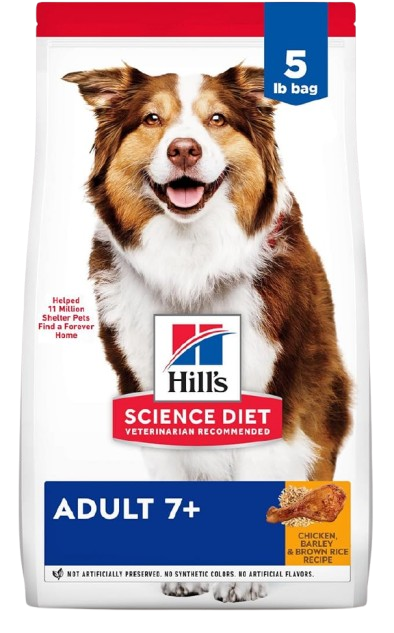 5
lb bag
Helped
11 Million
Shelter Pets
Find a Forever
Home
Hill's
SCIENCE DIET
VETERINARIAN RECOMMENDED
ADULT 7+
CHICKEN,
BARLEY
& BROWN RICE
RECIPE
NOT ARTIFICIALLY PRESERVED. NO SYNTHETIC COLORS. NO ARTIFICIAL FLAVORS.